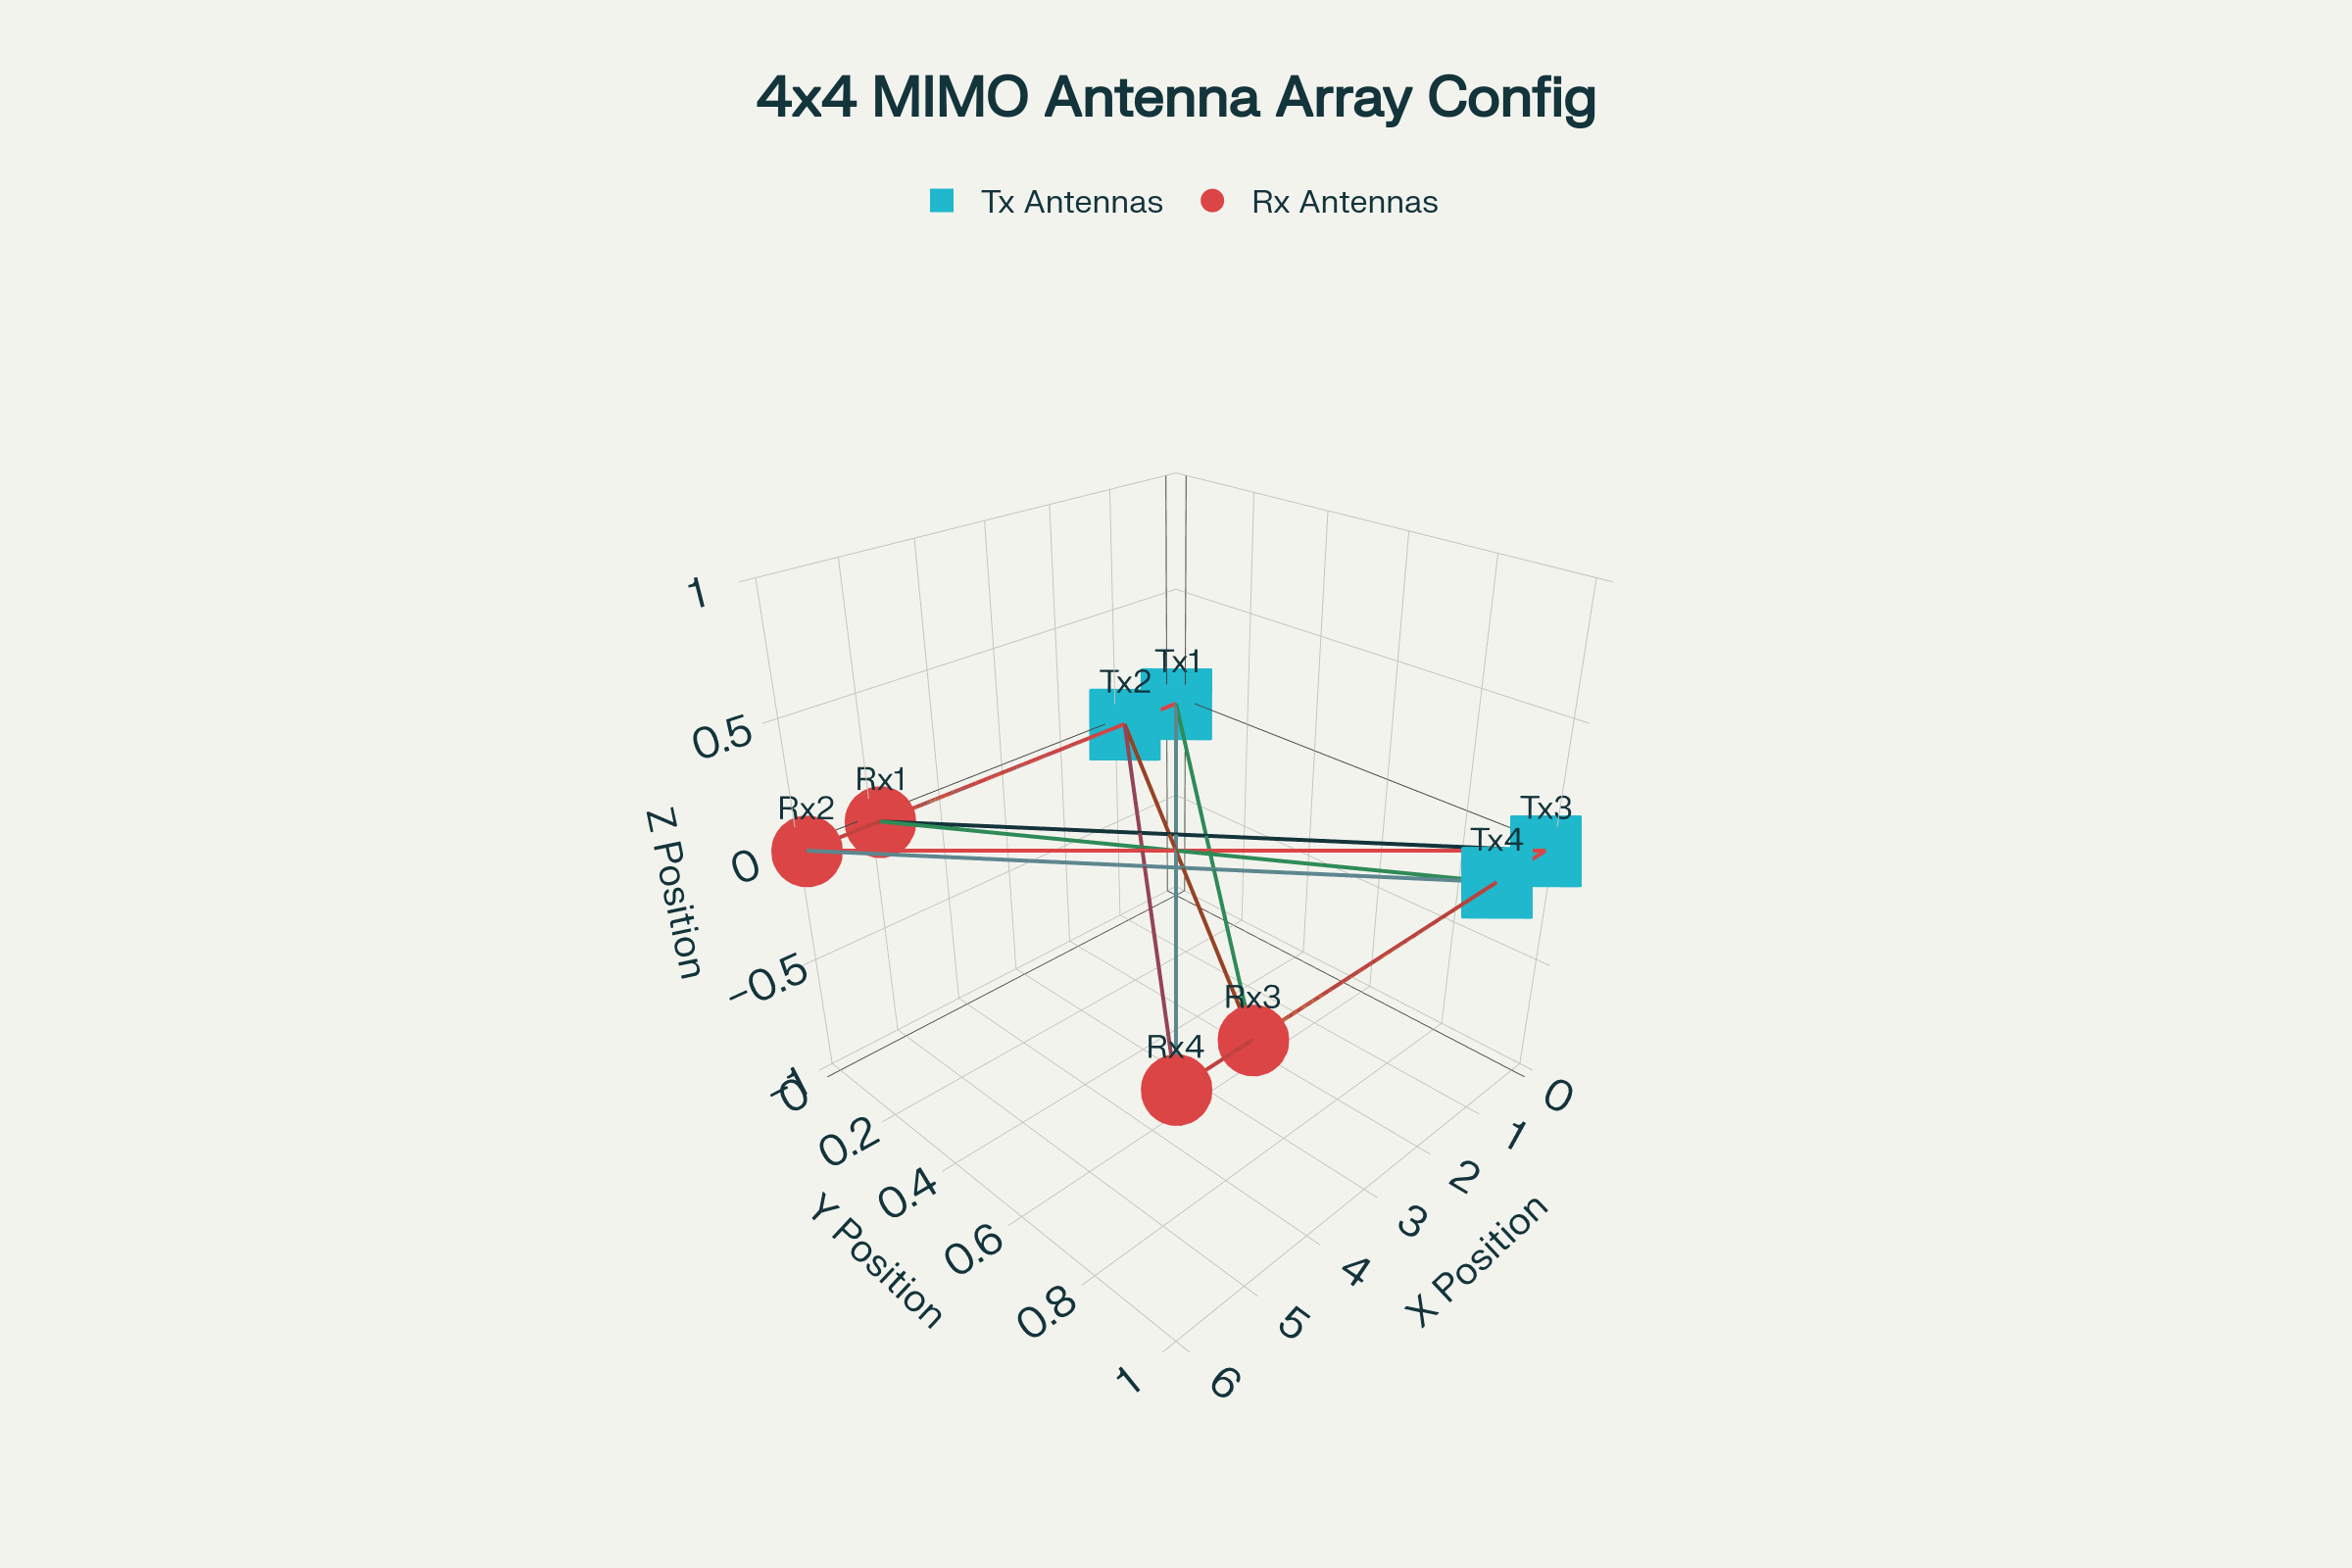 4x4 MIMO Antenna Array Config
Tx Antennas
Rx Antennas
1
0.5
0
−0.5
−1
Z Position
Tx1
Tx2
Rx1
Rx2
Tx3
Tx4
Rx3
Rx4
0
0.2
0.4
0.6
0.8
1
Y Position
0
1
2
3
4
5
6
X Position